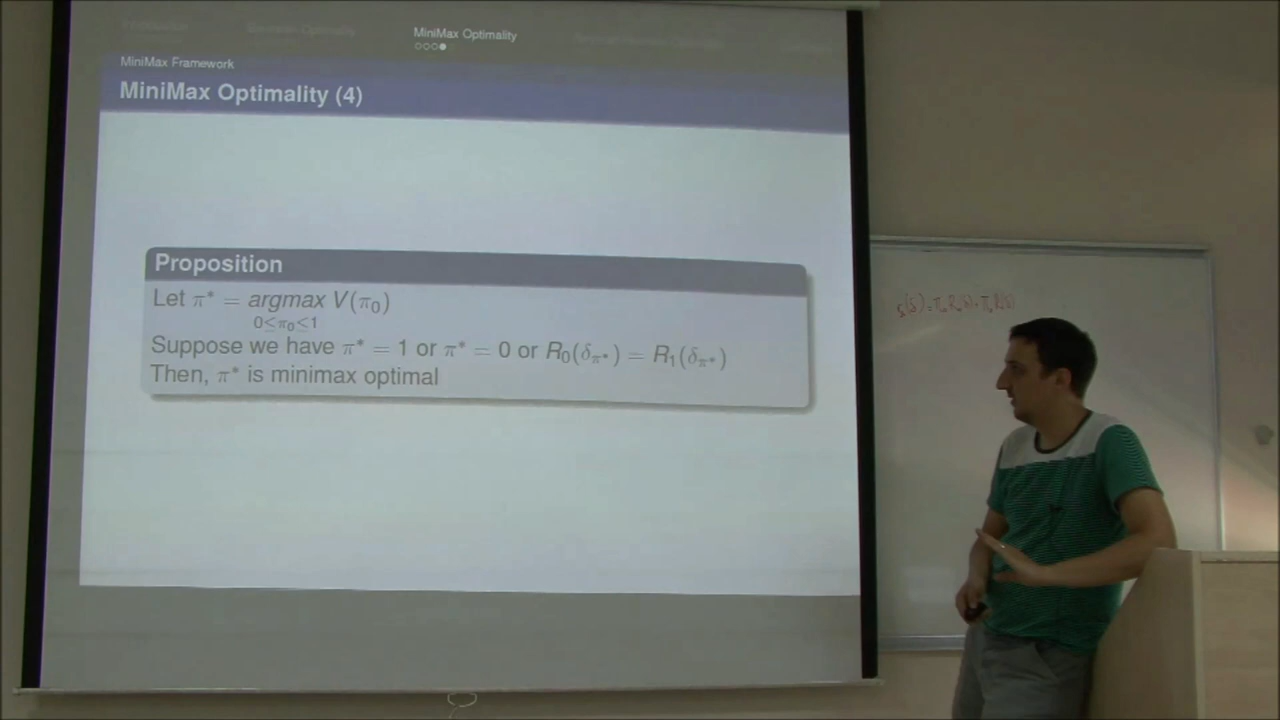 MiniMax Optimality
MiniMax Framework
MiniMax Optimality (4)
Proposition
Let π* = argmax V(π₀)
0≤π₀≤1
Suppose we have π* = 1 or π* = 0 or R₀(δ_π*) = R₁(δ_π*)
Then, π* is minimax optimal